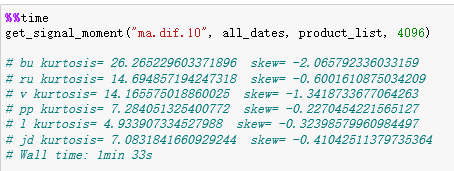 %%time
get_signal_moment("ma.dif.10", all_dates, product_list, 4096)
# bu kurtosis= 26.265229603371896  skew= -2.065792336033159
# ru kurtosis= 14.694857194247318  skew= -0.6001610875034209
# v kurtosis= 14.165575018860025  skew= -1.3418733677064263
# pp kurtosis= 7.284051325400772  skew= -0.2270454221565127
# l kurtosis= 4.933907334527988  skew= -0.32398579960984497
# jd kurtosis= 7.0831841660929244  skew= -0.41042511379735364
# Wall time: 1min 33s